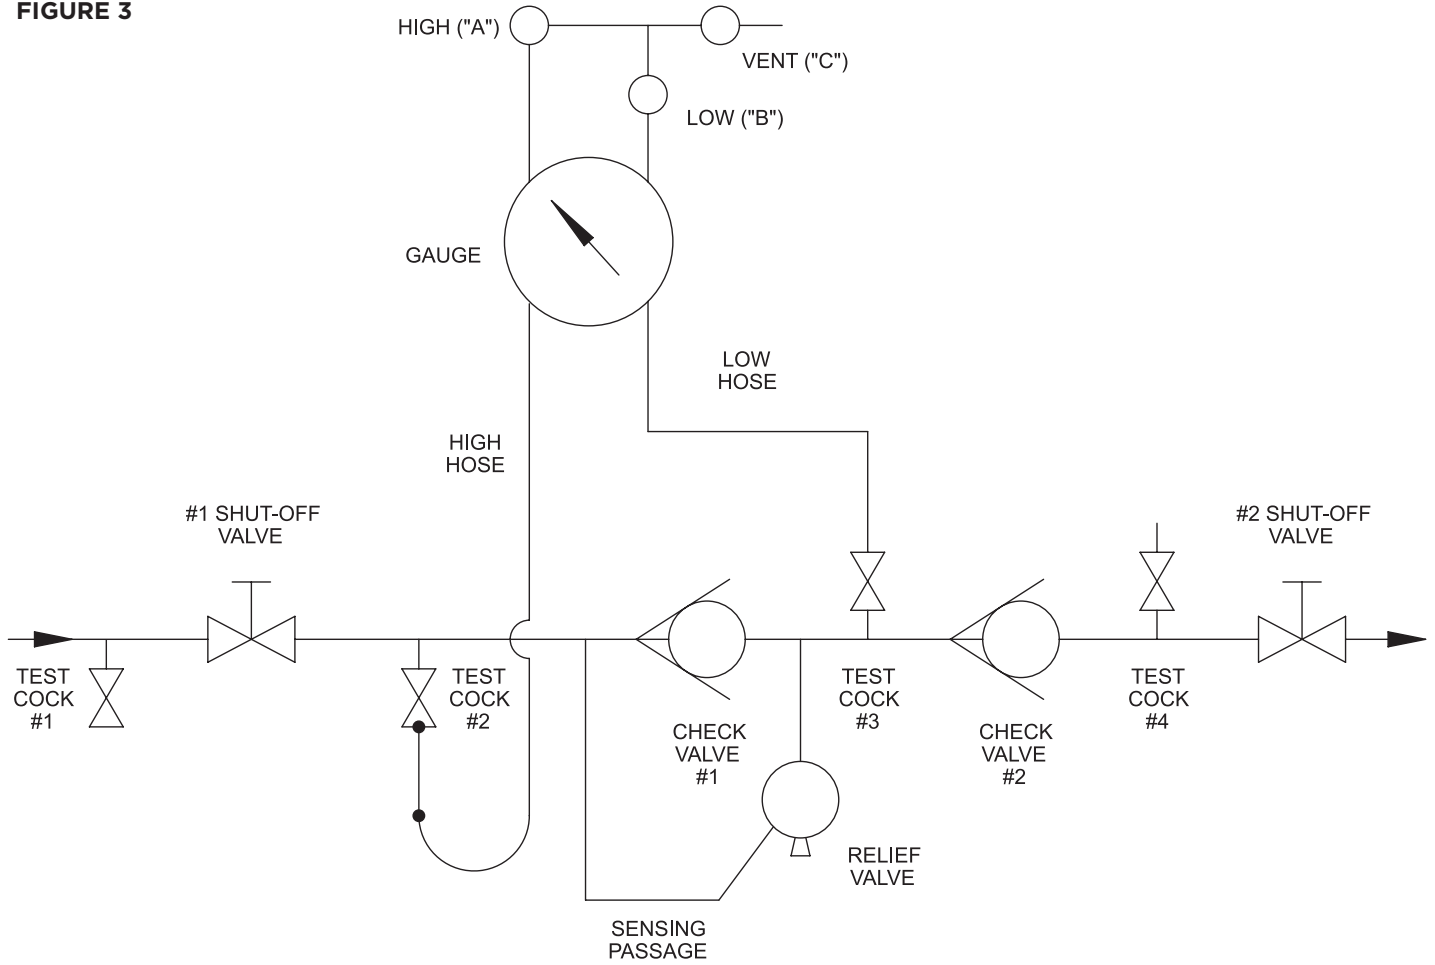 FIGURE 3
HIGH ("A")
VENT ("C")
LOW ("B")
GAUGE
LOW
HOSE
HIGH
HOSE
#1 SHUT-OFF
VALVE
#2 SHUT-OFF
VALVE
TEST
COCK
#1
TEST
COCK
#2
CHECK
VALVE
#1
TEST
COCK
#3
CHECK
VALVE
#2
TEST
COCK
#4
RELIEF
VALVE
SENSING
PASSAGE